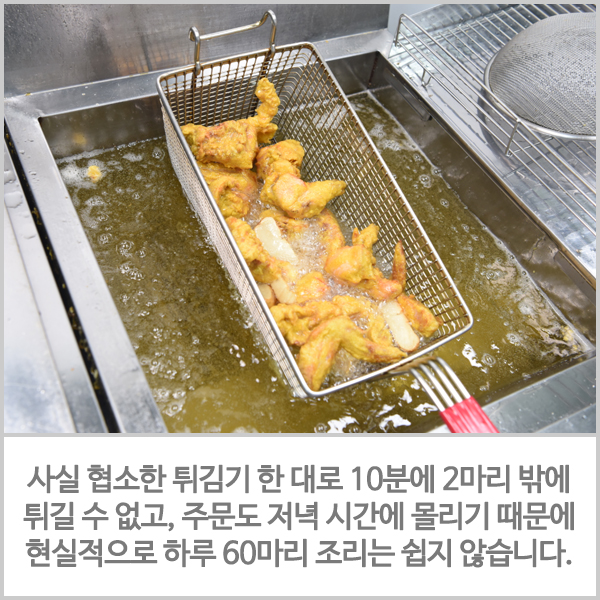 사실 협소한 튀김기 한 대로 10분에 2마리 밖에
튀길 수 없고, 주문도 저녁 시간에 몰리기 때문에
현실적으로 하루 60마리 조리는 쉽지 않습니다.